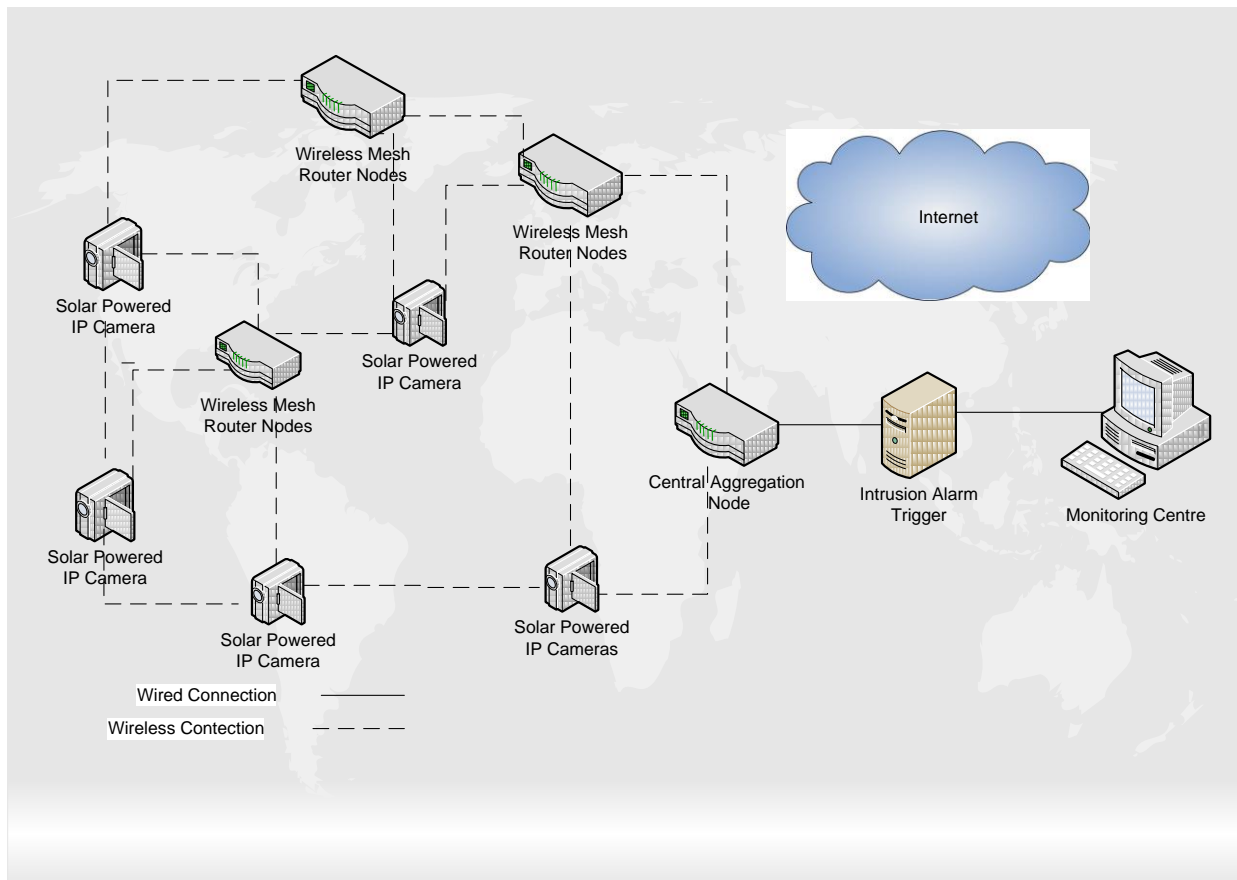 Wireless Mesh
Router Nodes
Wireless Mesh
Router Nodes
Internet
Solar Powered
IP Camera
Solar Powered
IP Camera
Wireless Mesh
Router Nodes
Central Aggregation
Node
Intrusion Alarm
Trigger
Monitoring Centre
Solar Powered
IP Camera
Solar Powered
IP Camera
Solar Powered
IP Cameras
Wired Connection
Wireless Contection